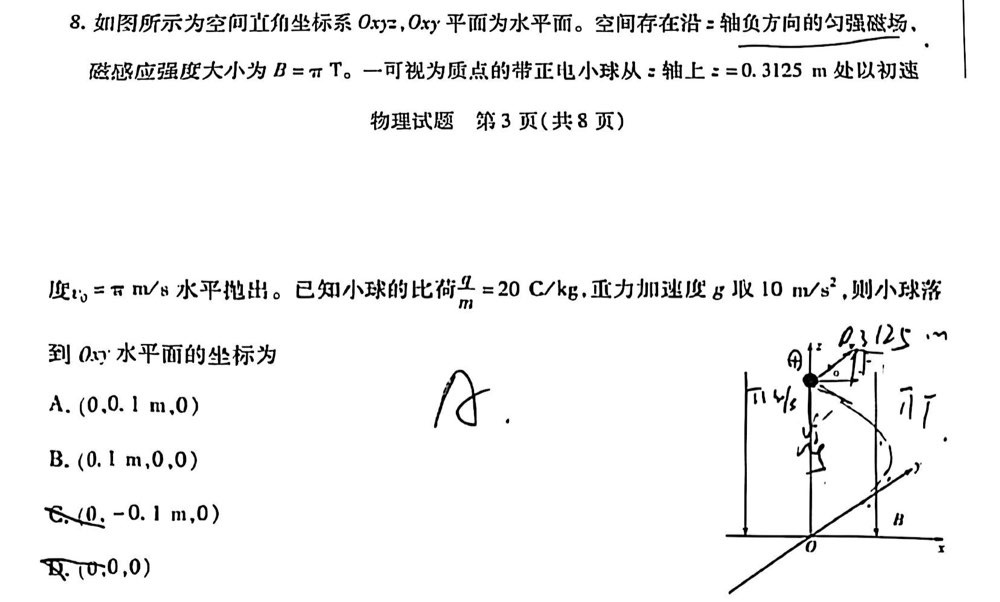 8. 如图所示为空间直角坐标系 Oxyz,Oxy 平面为水平面。空间存在沿 z 轴负方向的匀强磁场,
磁感应强度大小为 B = π T。一可视为质点的带正电小球从 z 轴上 z = 0.3125 m 处以初速
物理试题 第 3 页(共 8 页)
度v₀ = π m/s 水平抛出。已知小球的比荷 q/m = 20 C/kg,重力加速度 g 取 10 m/s²,则小球落
到 Oxy 水平面的坐标为
A. (0,0.1 m,0)
B. (0.1 m,0,0)
C. (0, -0.1 m,0)
D. (0,0,0)
A.
0.3125 m
z
π m/s
πT
mg
y
B
O
x